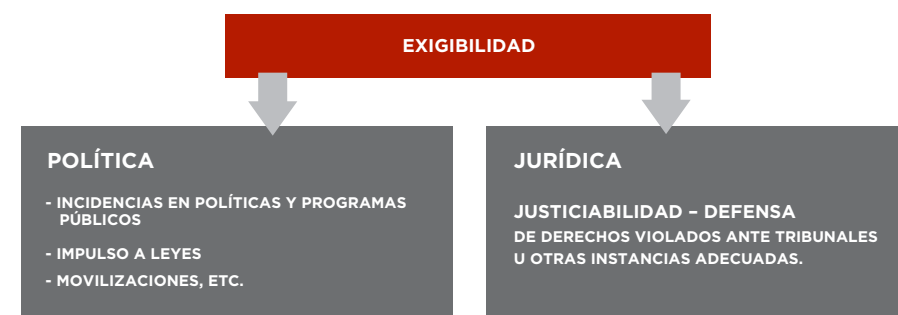 EXIGIBILIDAD
POLÍTICA
- INCIDENCIAS EN POLÍTICAS Y PROGRAMAS
PÚBLICOS
- IMPULSO A LEYES
- MOVILIZACIONES, ETC.
JURÍDICA
JUSTICIABILIDAD – DEFENSA
DE DERECHOS VIOLADOS ANTE TRIBUNALES
U OTRAS INSTANCIAS ADECUADAS.